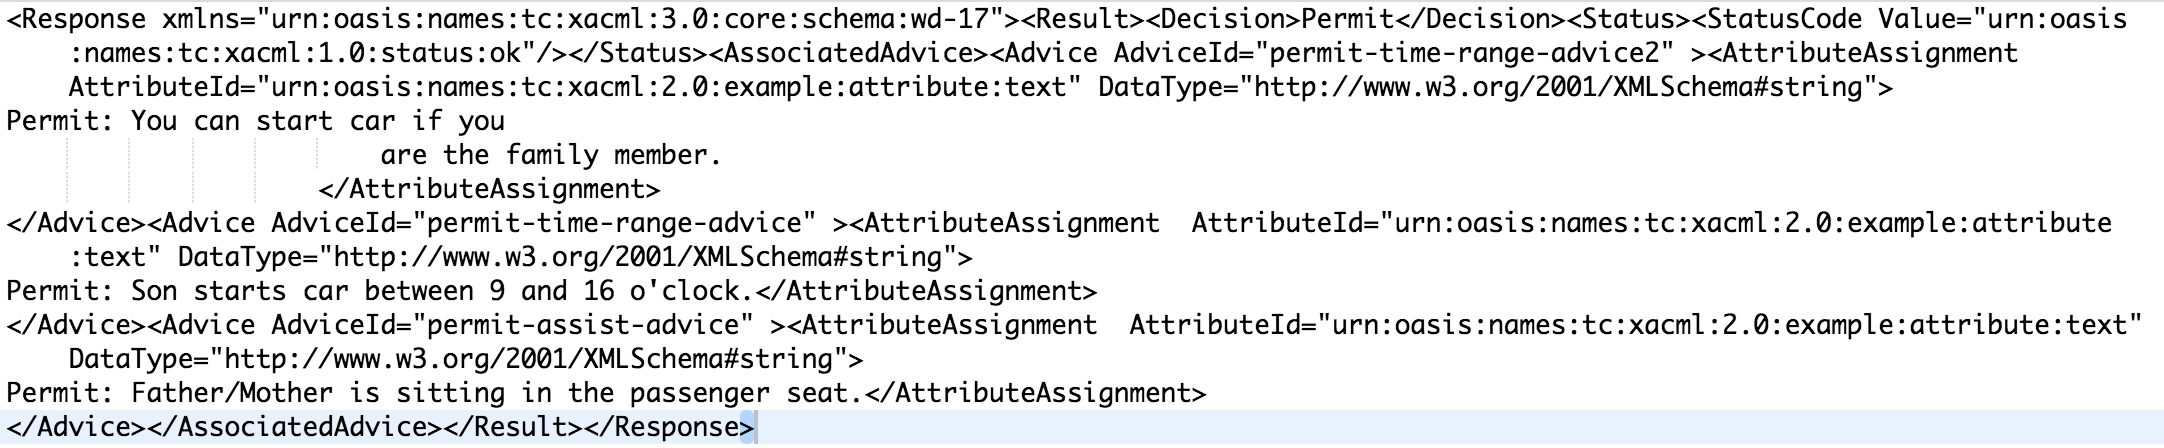 <Response xmlns="urn:oasis:names:tc:xacml:3.0:core:schema:wd-17"><Result><Decision>Permit</Decision><Status><StatusCode Value="urn:oasis
:names:tc:xacml:1.0:status:ok"/></Status><AssociatedAdvice><Advice AdviceId="permit-time-range-advice2" ><AttributeAssignment
AttributeId="urn:oasis:names:tc:xacml:2.0:example:attribute:text" DataType="http://www.w3.org/2001/XMLSchema#string">
Permit: You can start car if you
are the family member.
</AttributeAssignment>
</Advice><Advice AdviceId="permit-time-range-advice" ><AttributeAssignment  AttributeId="urn:oasis:names:tc:xacml:2.0:example:attribute
:text" DataType="http://www.w3.org/2001/XMLSchema#string">
Permit: Son starts car between 9 and 16 o'clock.</AttributeAssignment>
</Advice><Advice AdviceId="permit-assist-advice" ><AttributeAssignment  AttributeId="urn:oasis:names:tc:xacml:2.0:example:attribute:text"
DataType="http://www.w3.org/2001/XMLSchema#string">
Permit: Father/Mother is sitting in the passenger seat.</AttributeAssignment>
</Advice></AssociatedAdvice></Result></Response>